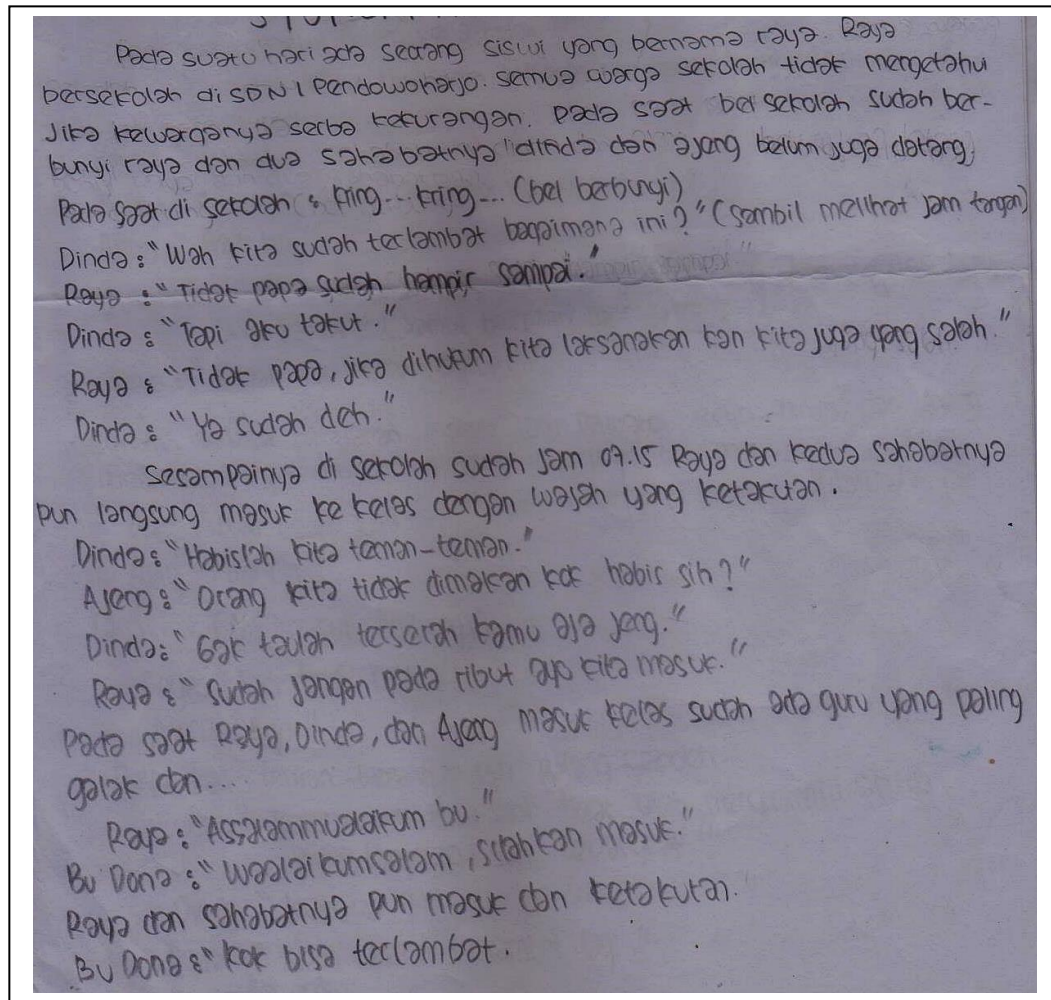 Pada suatu hari ada seorang siswi yang bernama raya. Raya
bersekolah di SDN 1 Pendowoharjo. semua warga sekolah tidak mengetahui
jika keluarganya serba kekurangan. pada saat bel sekolah sudah ber-
bunyi raya dan dua sahabatnya "dinda dan ajeng belum juga datang.
Pada saat di sekolah : kring... kring... (bel berbunyi)
Dinda : "Wah kita sudah terlambat bagaimana ini?" (sambil melihat jam tangan)
Raya : "Tidak papa sudah hampir sampai."
Dinda : "Tapi aku takut."
Raya : "Tidak papa, jika dihukum kita laksanakan kan kita juga yang salah."
Dinda : "Ya sudah deh."
Sesampainya di sekolah sudah jam 07.15 Raya dan kedua sahabatnya
pun langsung masuk ke kelas dengan wajah yang ketakutan.
Dinda : "Habislah kita teman-teman."
Ajeng : "Orang kita tidak dimakan kok habis sih?"
Dinda : "Gak taulah terserah kamu aja jeng."
Raya : "Sudah jangan pada ribut ayo kita masuk."
Pada saat Raya, Dinda, dan Ajeng masuk kelas sudah ada guru yang paling
galak dan....
Raya : "Assalammualaikum bu."
Bu Dona : "Waalaikumsalam, silahkan masuk."
Raya dan sahabatnya pun masuk dan ketakutan.
Bu Dona : "kok bisa terlambat.